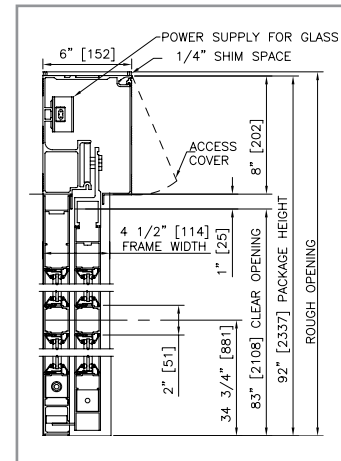 POWER SUPPLY FOR GLASS
6" [152]
1/4" SHIM SPACE
ACCESS
COVER
8" [202]
4 1/2" [114]
FRAME WIDTH
1" [25]
2" [51]
34 3/4" [881]
83" [2108] CLEAR OPENING
92" [2337] PACKAGE HEIGHT
ROUGH OPENING